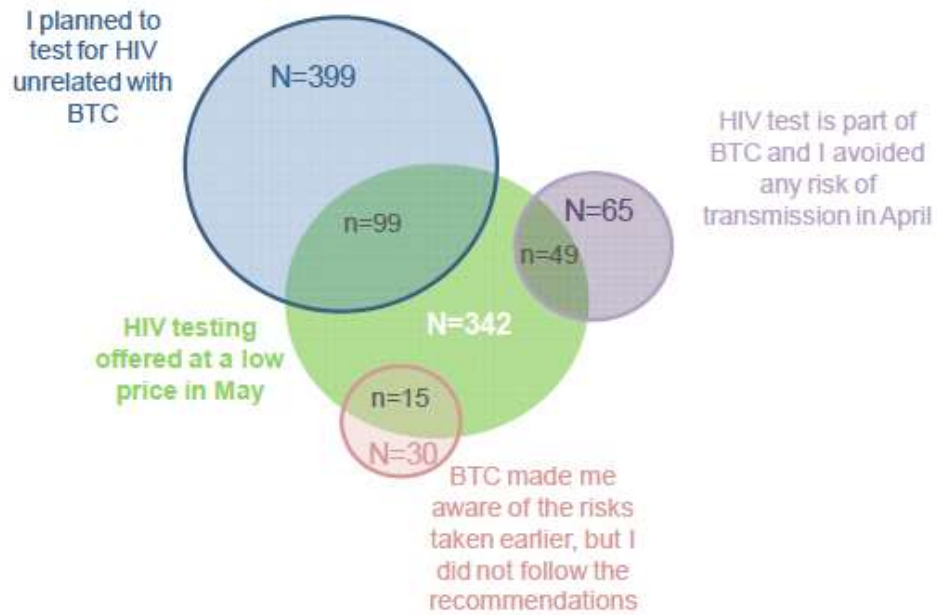 I planned to
test for HIV
unrelated with
BTC
N=399
HIV test is part of
BTC and I avoided
any risk of
transmission in April
N=65
n=99
n=49
HIV testing
offered at a low
price in May
N=342
n=15
N=30
BTC made me
aware of the risks
taken earlier, but I
did not follow the
recommendations